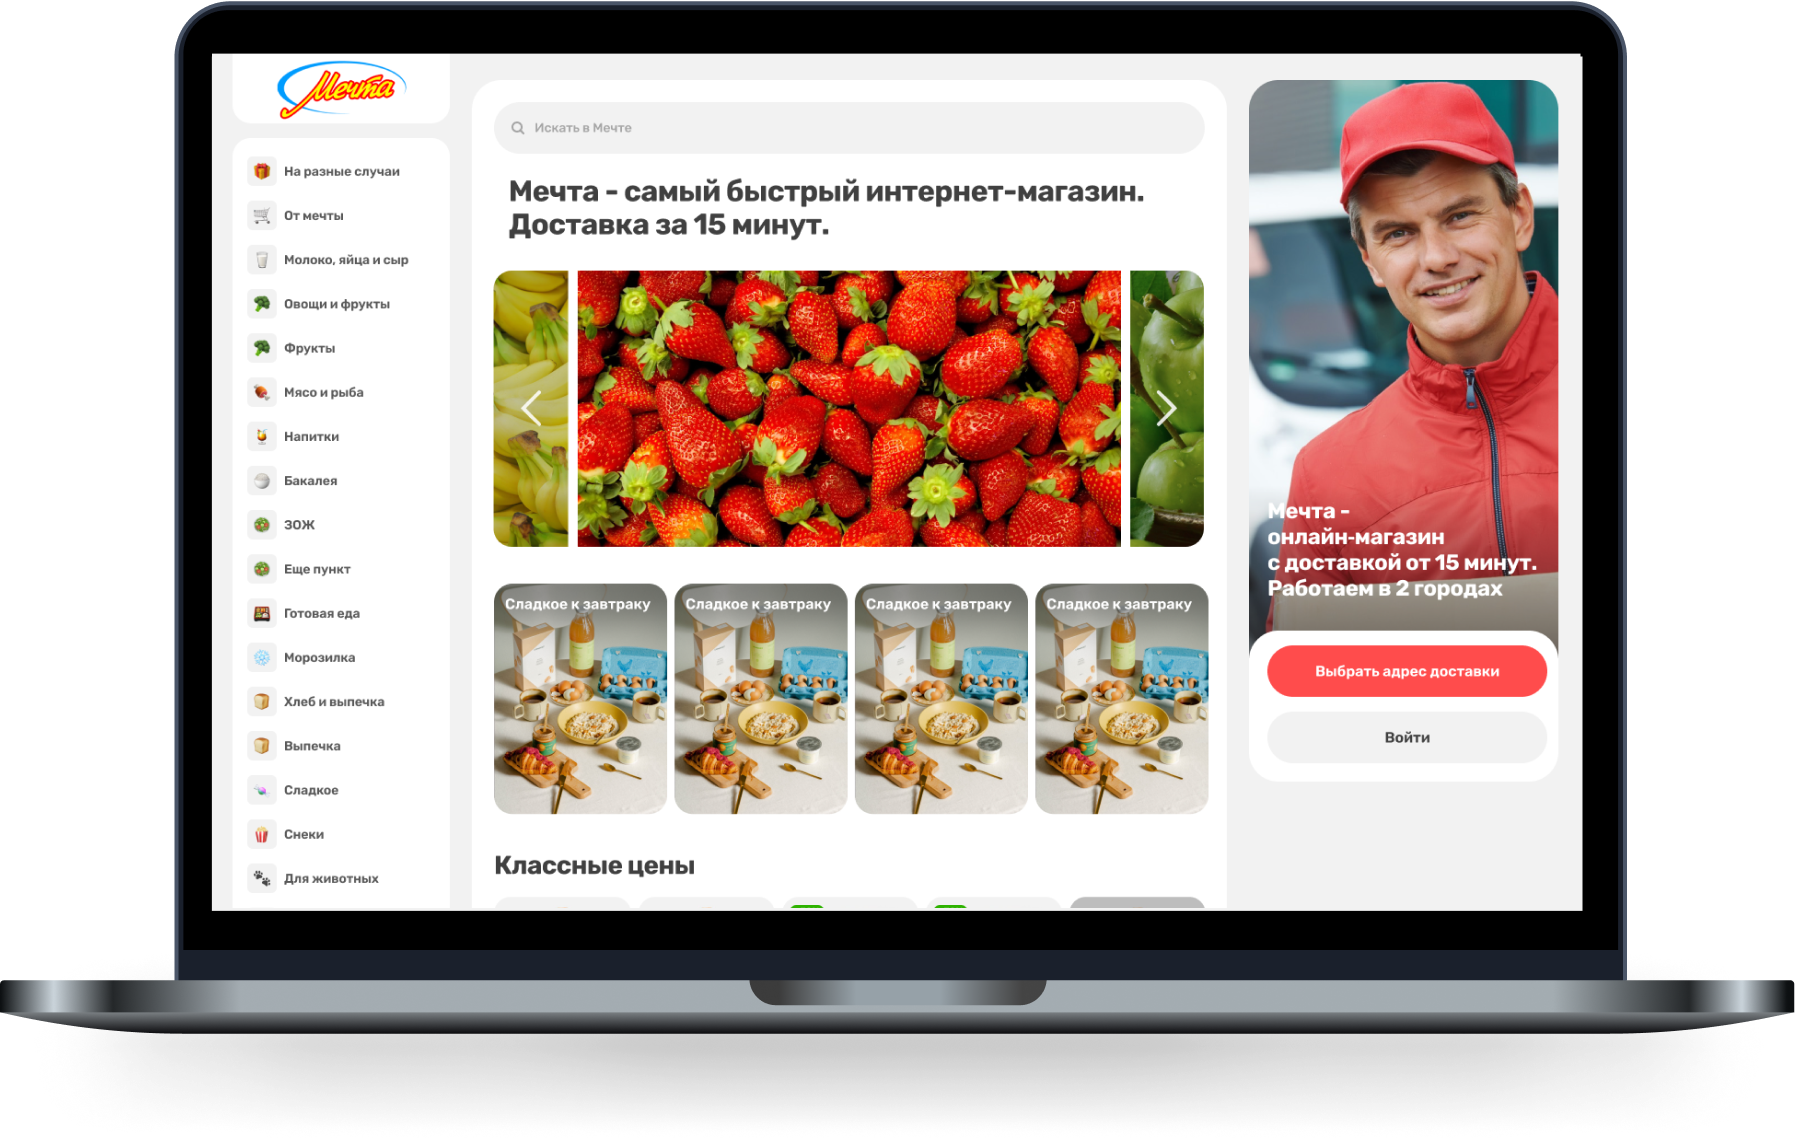 Мечта
На разные случаи
От мечты
Молоко, яйца и сыр
Овощи и фрукты
Фрукты
Мясо и рыба
Напитки
Бакалея
ЗОЖ
Еще пункт
Готовая еда
Морозилка
Хлеб и выпечка
Выпечка
Сладкое
Снеки
Для животных
Искать в Мечте
Мечта - самый быстрый интернет-магазин.
Доставка за 15 минут.
Сладкое к завтраку
Сладкое к завтраку
Сладкое к завтраку
Сладкое к завтраку
Классные цены
Мечта -
онлайн-магазин
с доставкой от 15 минут.
Работаем в 2 городах
Выбрать адрес доставки
Войти